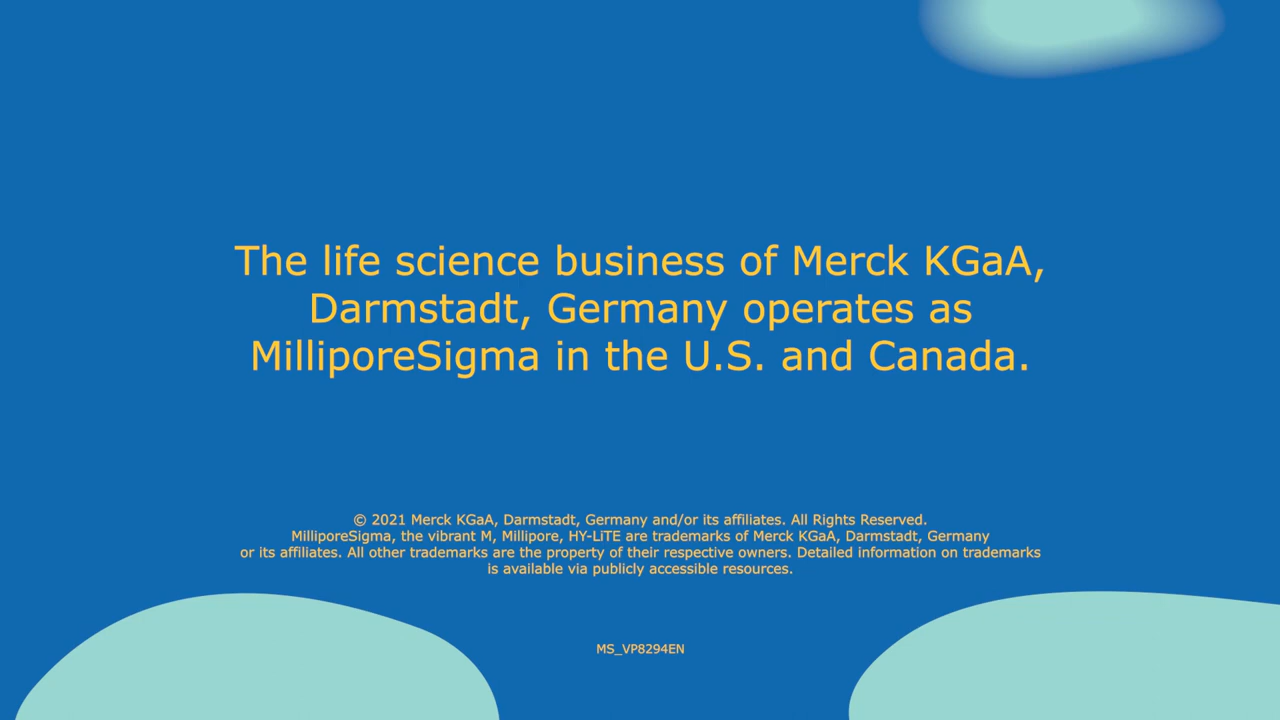 The life science business of Merck KGaA,
Darmstadt, Germany operates as
MilliporeSigma in the U.S. and Canada.
© 2021 Merck KGaA, Darmstadt, Germany and/or its affiliates. All Rights Reserved.
MilliporeSigma, the vibrant M, Millipore, HY-LiTE are trademarks of Merck KGaA, Darmstadt, Germany
or its affiliates. All other trademarks are the property of their respective owners. Detailed information on trademarks
is available via publicly accessible resources.
MS_VP8294EN